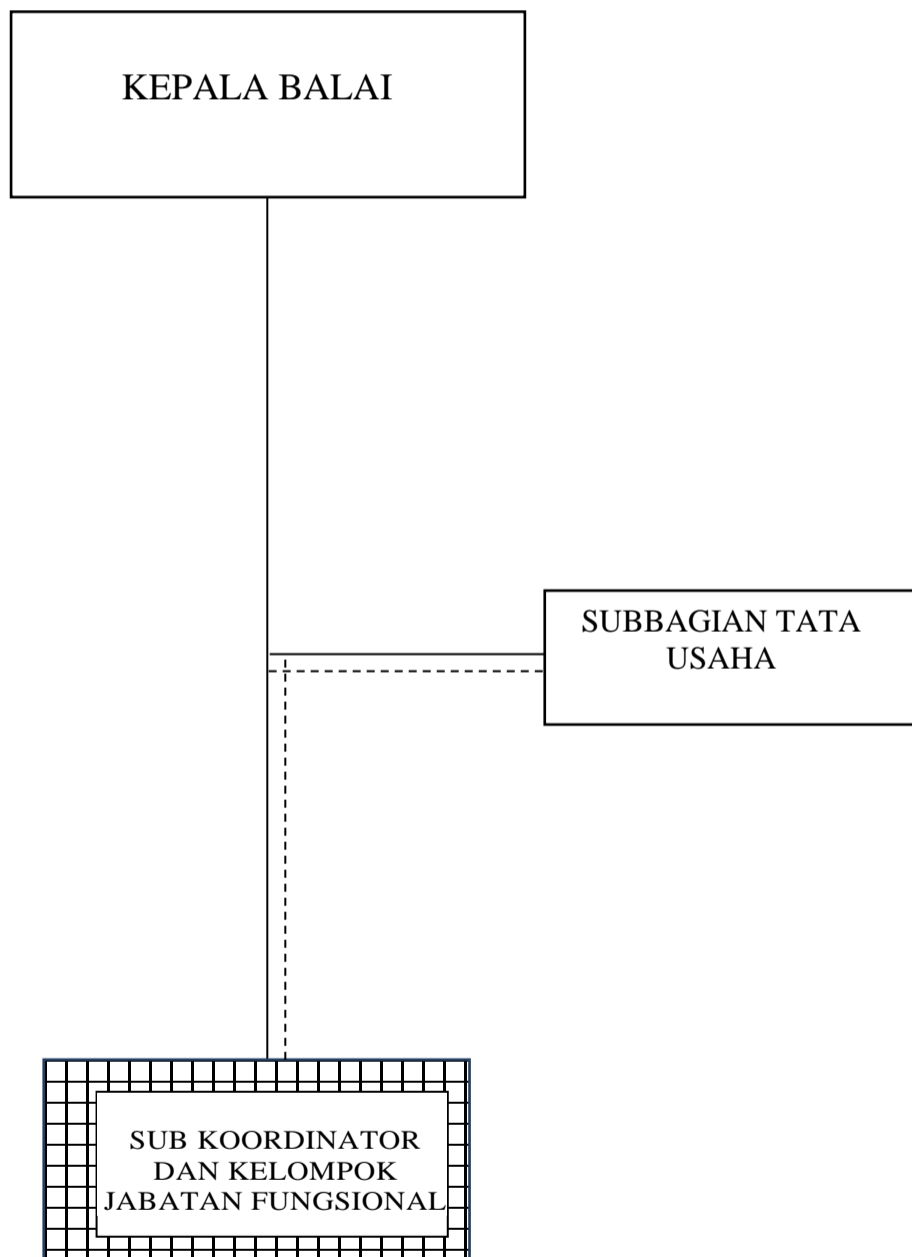 KEPALA BALAI
SUBBAGIAN TATA
USAHA
SUB KOORDINATOR
DAN KELOMPOK
JABATAN FUNGSIONAL